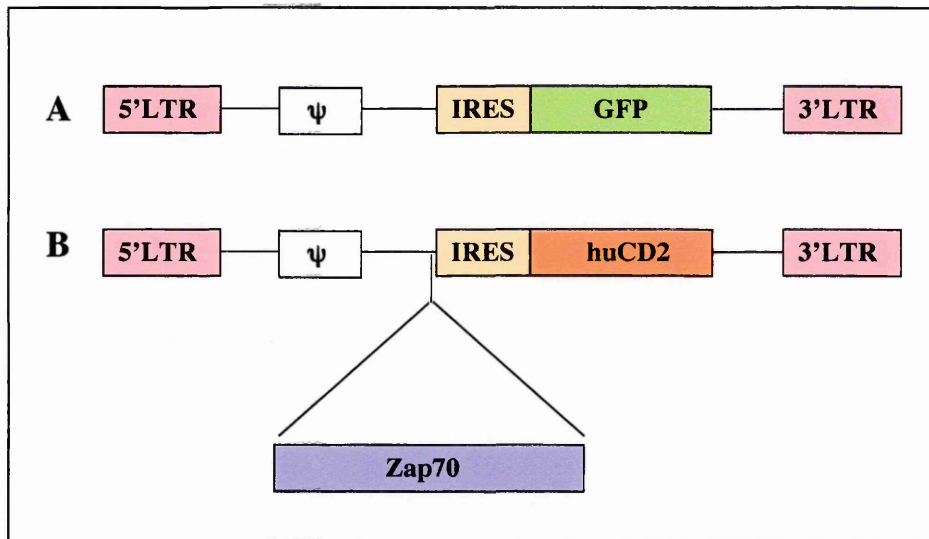 A 5'LTR ψ IRES GFP 3'LTR
B 5'LTR ψ IRES huCD2 3'LTR
Zap70